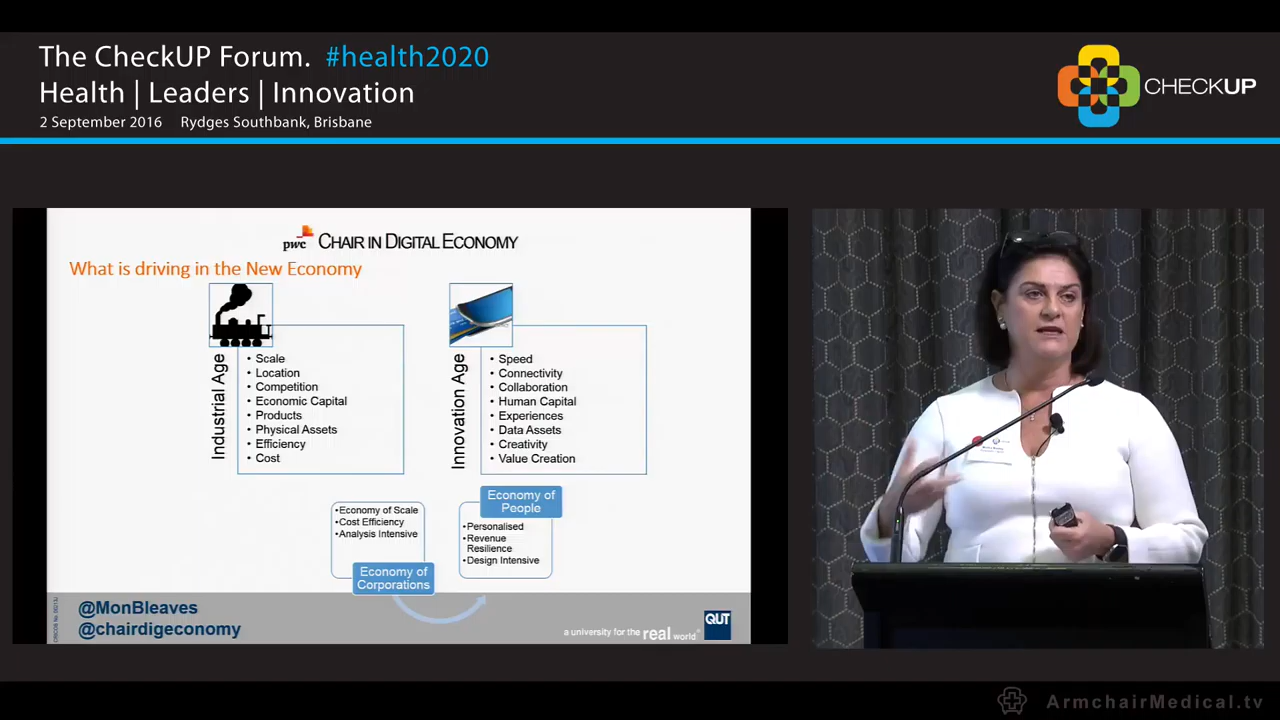 The CheckUP Forum. #health2020
Health | Leaders | Innovation
2 September 2016 Rydges Southbank, Brisbane
CHECKUP
pwc CHAIR IN DIGITAL ECONOMY
What is driving in the New Economy
Industrial Age
• Scale
• Location
• Competition
• Economic Capital
• Products
• Physical Assets
• Efficiency
• Cost
Innovation Age
• Speed
• Connectivity
• Collaboration
• Human Capital
• Experiences
• Data Assets
• Creativity
• Value Creation
•Economy of Scale
•Cost Efficiency
•Analysis Intensive
Economy of
Corporations
Economy of
People
•Personalised
•Revenue
Resilience
•Design Intensive
@MonBleaves
@chairdigeconomy
a university for the real world
QUT
ArmchairMedical.tv